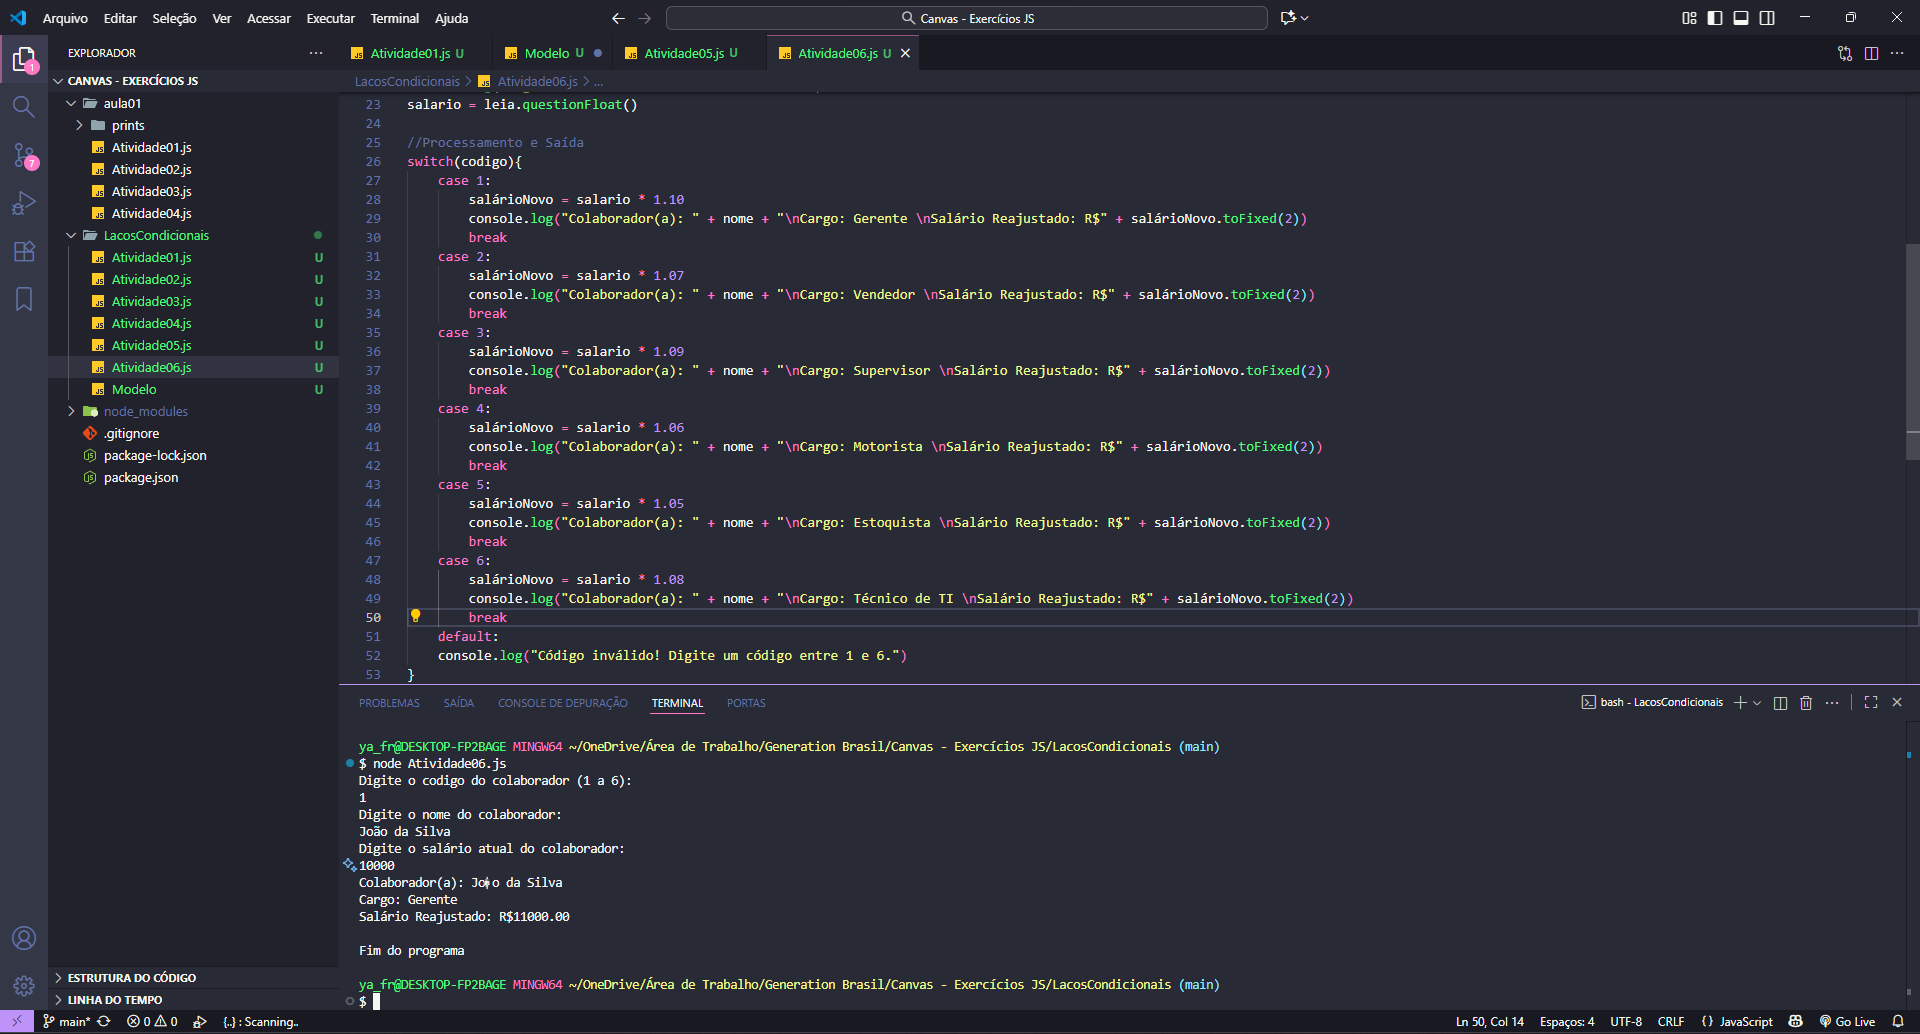 Arquivo Editar Seleção Ver Acessar Executar Terminal Ajuda
Canvas - Exercícios JS
EXPLORADOR
Atividade01.js U Modelo U Atividade05.js U Atividade06.js U
CANVAS - EXERCÍCIOS JS
LacosCondicionais > Atividade06.js > ...
aula01
prints
Atividade01.js
Atividade02.js
Atividade03.js
Atividade04.js
LacosCondicionais
Atividade01.js U
Atividade02.js U
Atividade03.js U
Atividade04.js U
Atividade05.js U
Atividade06.js U
Modelo U
node_modules
.gitignore
package-lock.json
package.json
ESTRUTURA DO CÓDIGO
LINHA DO TEMPO
1
7
23 salario = leia.questionFloat()
24
25 //Processamento e Saída
26 switch(codigo){
27 case 1:
28 salárioNovo = salario * 1.10
29 console.log("Colaborador(a): " + nome + "\nCargo: Gerente \nSalário Reajustado: R$" + salárioNovo.toFixed(2))
30 break
31 case 2:
32 salárioNovo = salario * 1.07
33 console.log("Colaborador(a): " + nome + "\nCargo: Vendedor \nSalário Reajustado: R$" + salárioNovo.toFixed(2))
34 break
35 case 3:
36 salárioNovo = salario * 1.09
37 console.log("Colaborador(a): " + nome + "\nCargo: Supervisor \nSalário Reajustado: R$" + salárioNovo.toFixed(2))
38 break
39 case 4:
40 salárioNovo = salario * 1.06
41 console.log("Colaborador(a): " + nome + "\nCargo: Motorista \nSalário Reajustado: R$" + salárioNovo.toFixed(2))
42 break
43 case 5:
44 salárioNovo = salario * 1.05
45 console.log("Colaborador(a): " + nome + "\nCargo: Estoquista \nSalário Reajustado: R$" + salárioNovo.toFixed(2))
46 break
47 case 6:
48 salárioNovo = salario * 1.08
49 console.log("Colaborador(a): " + nome + "\nCargo: Técnico de TI \nSalário Reajustado: R$" + salárioNovo.toFixed(2))
50 break
51 default:
52 console.log("Código inválido! Digite um código entre 1 e 6.")
53 }
PROBLEMAS SAÍDA CONSOLE DE DEPURAÇÃO TERMINAL PORTAS
bash - LacosCondicionais
ya_fr@DESKTOP-FP2BAGE MINGW64 ~/OneDrive/Área de Trabalho/Generation Brasil/Canvas - Exercícios JS/LacosCondicionais (main)
$ node Atividade06.js
Digite o codigo do colaborador (1 a 6):
1
Digite o nome do colaborador:
João da Silva
Digite o salário atual do colaborador:
10000
Colaborador(a): da Silva
Cargo: Gerente
Salário Reajustado: R$11000.00
Fim do programa
ya_fr@DESKTOP-FP2BAGE MINGW64 ~/OneDrive/Área de Trabalho/Generation Brasil/Canvas - Exercícios JS/LacosCondicionais (main)
$
main* 0 0 {..} : Scanning..
Ln 50, Col 14 Espaços: 4 UTF-8 CRLF {} JavaScript Go Live